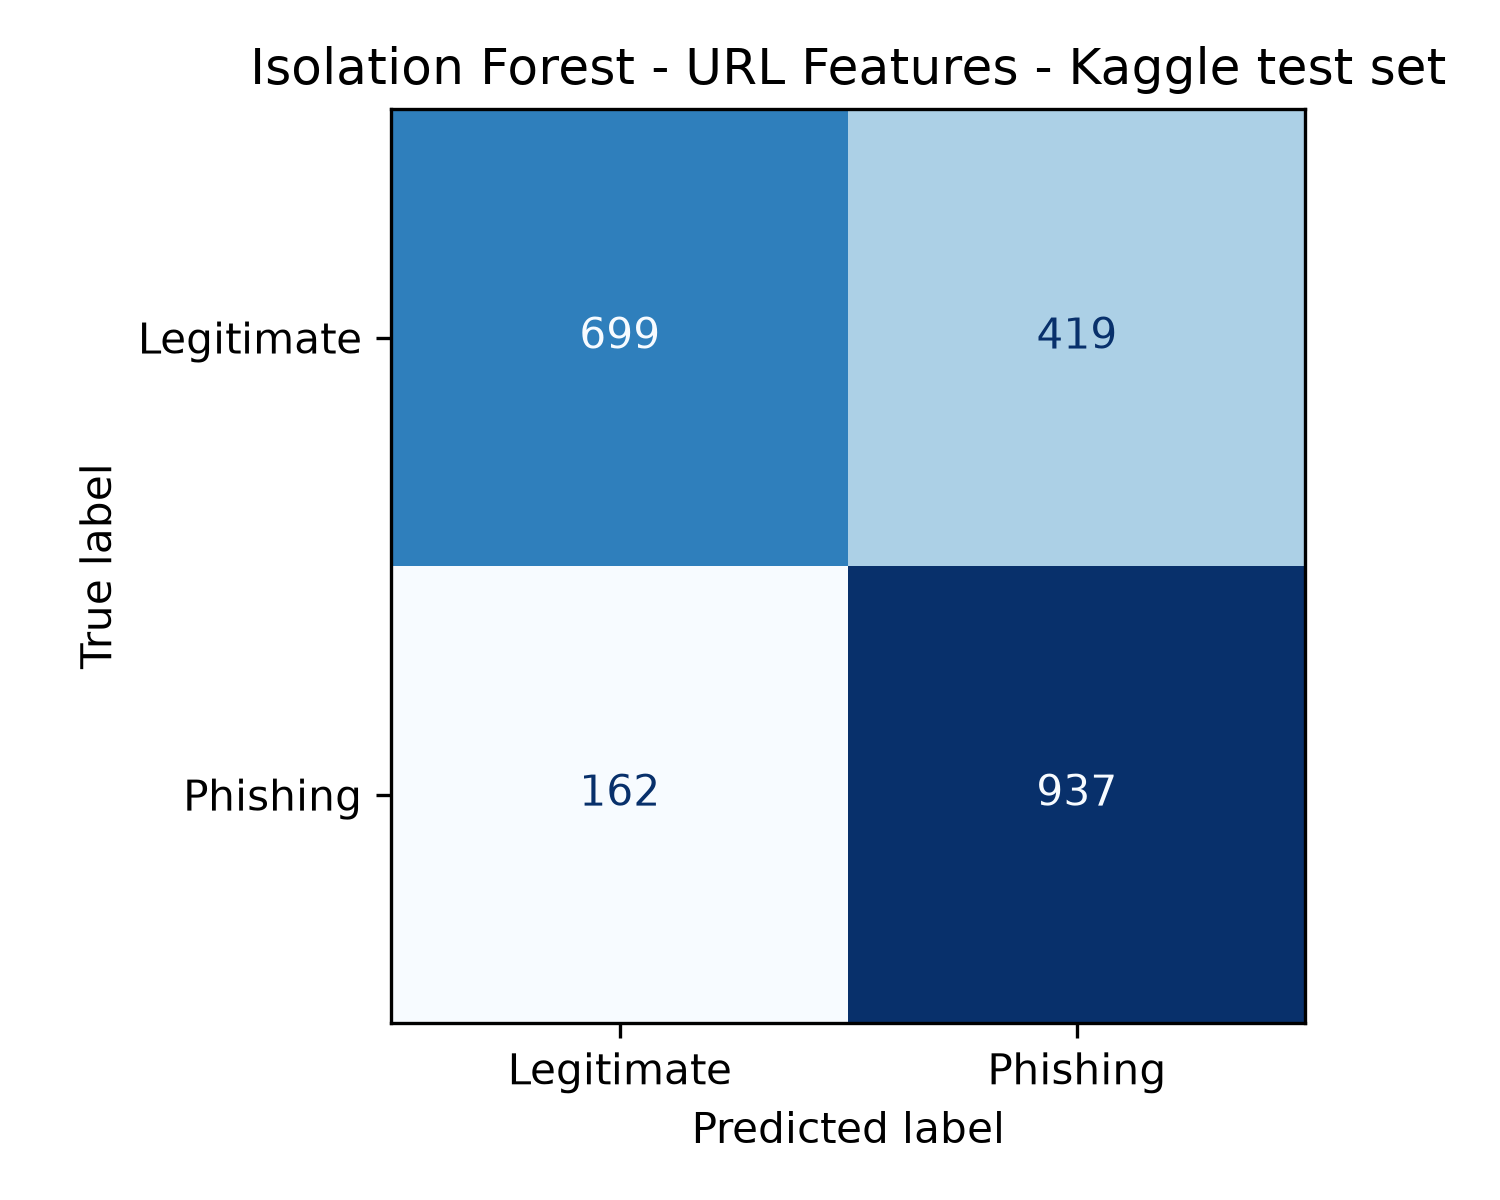 Isolation Forest - URL Features - Kaggle test set
True label
Legitimate
699
419
Phishing
162
937
Legitimate
Phishing
Predicted label